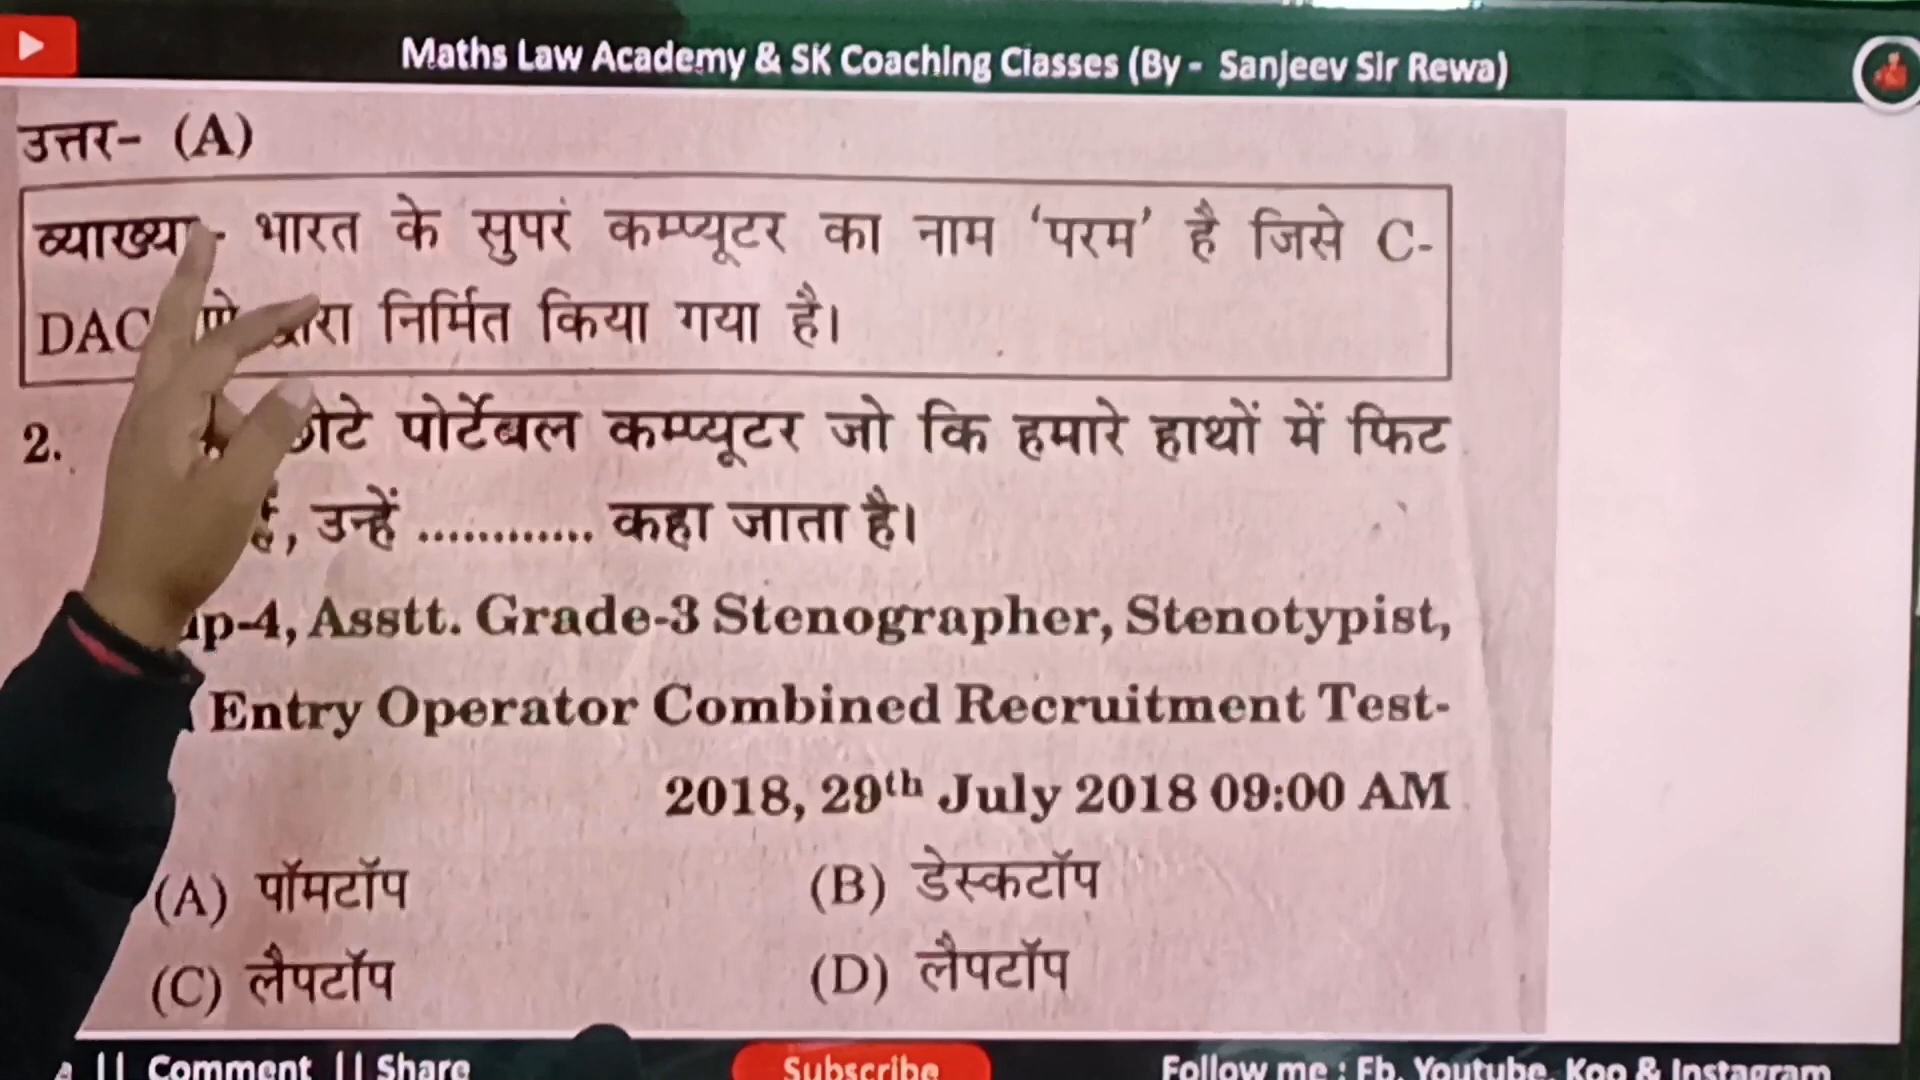 Maths Law Academy & SK Coaching Classes (By - Sanjeev Sir Rewa)
उत्तर- (A)
व्याख्या- भारत के सुपरं कम्प्यूटर का नाम 'परम' है जिसे C-
DAC निर्मित किया गया है।
2. पोर्टेबल कम्प्यूटर जो कि हमारे हाथों में फिट
उन्हें ............ कहा जाता है।
-4, Asstt. Grade-3 Stenographer, Stenotypist,
Entry Operator Combined Recruitment Test-
2018, 29th July 2018 09:00 AM
(A) पॉमटॉप (B) डेस्कटॉप
(C) लैपटॉप (D) लैपटॉप
|| Comment || Share Subscribe Follow me : Fb, Youtube, Koo & Instagram